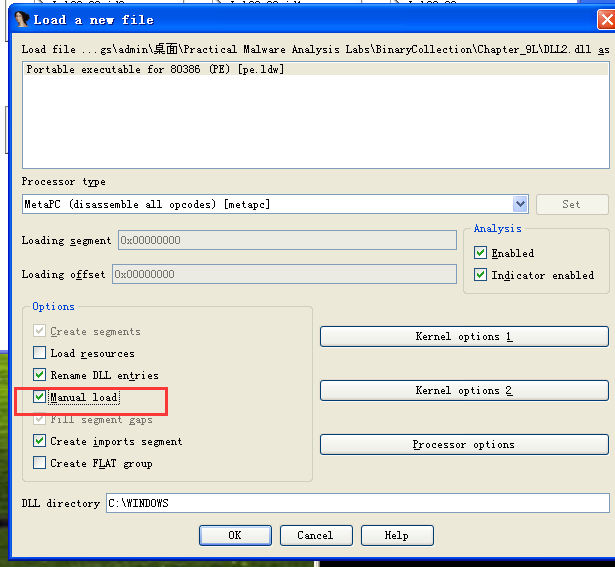 Load a new file
Load file ...gs\admin\桌面\Practical Malware Analysis Labs\BinaryCollection\Chapter_9L\DLL2.dll as
Portable executable for 80386 (PE) [pe.ldw]
Processor type
MetaPC (disassemble all opcodes) [metapc]
Set
Loading segment 0x00000000
Loading offset 0x00000000
Analysis
Enabled
Indicator enabled
Options
Create segments
Load resources
Rename DLL entries
Manual load
Fill segment gaps
Create imports segment
Create FLAT group
Kernel options 1
Kernel options 2
Processor options
DLL directory C:\WINDOWS
OK Cancel Help